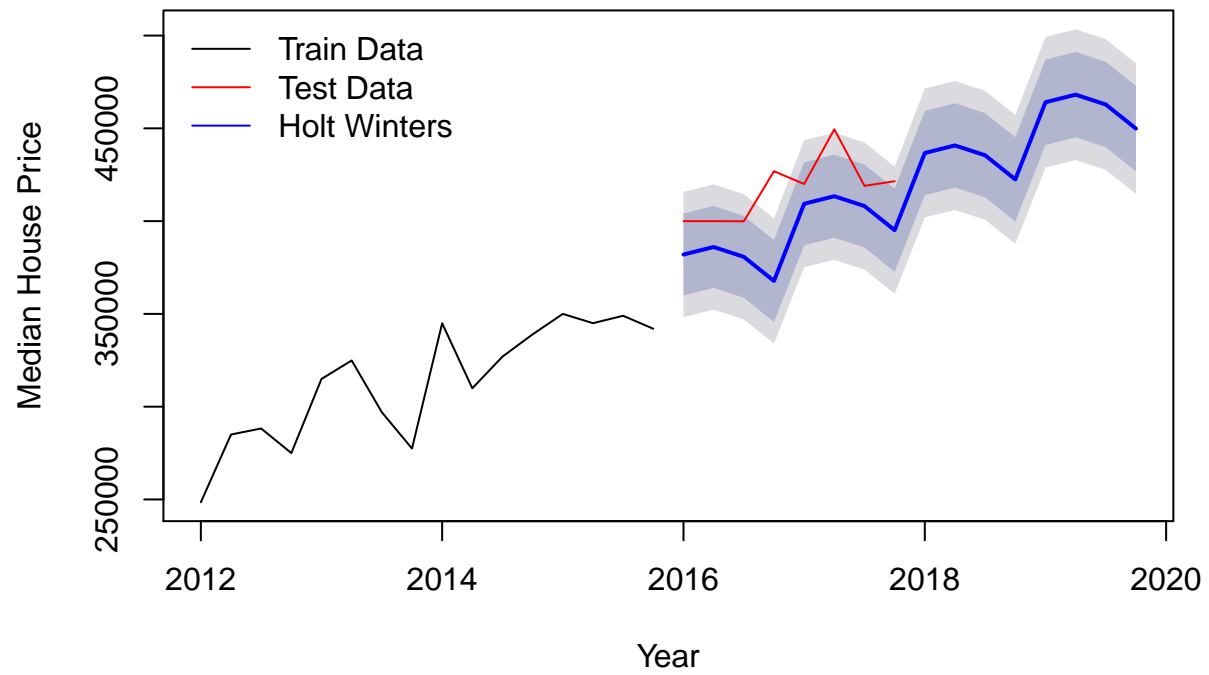 Train Data
Test Data
Holt Winters
Median House Price
450000
350000
250000
2012 2014 2016 2018 2020
Year